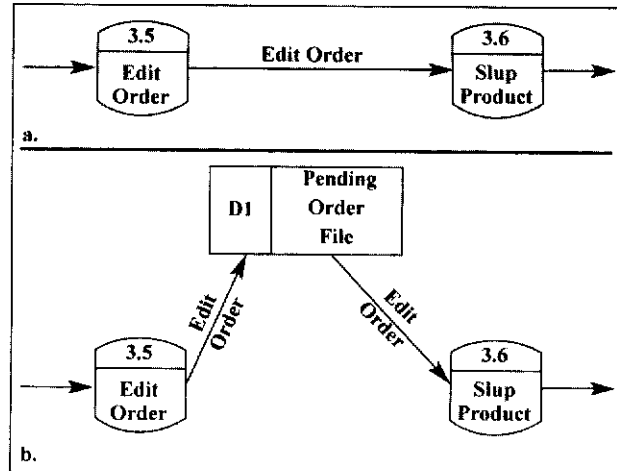 3.5
Edit
Order
Edit Order
3.6
Slup
Product
a.
D1
Pending
Order
File
Edit
Order
Edit
Order
3.5
Edit
Order
3.6
Slup
Product
b.